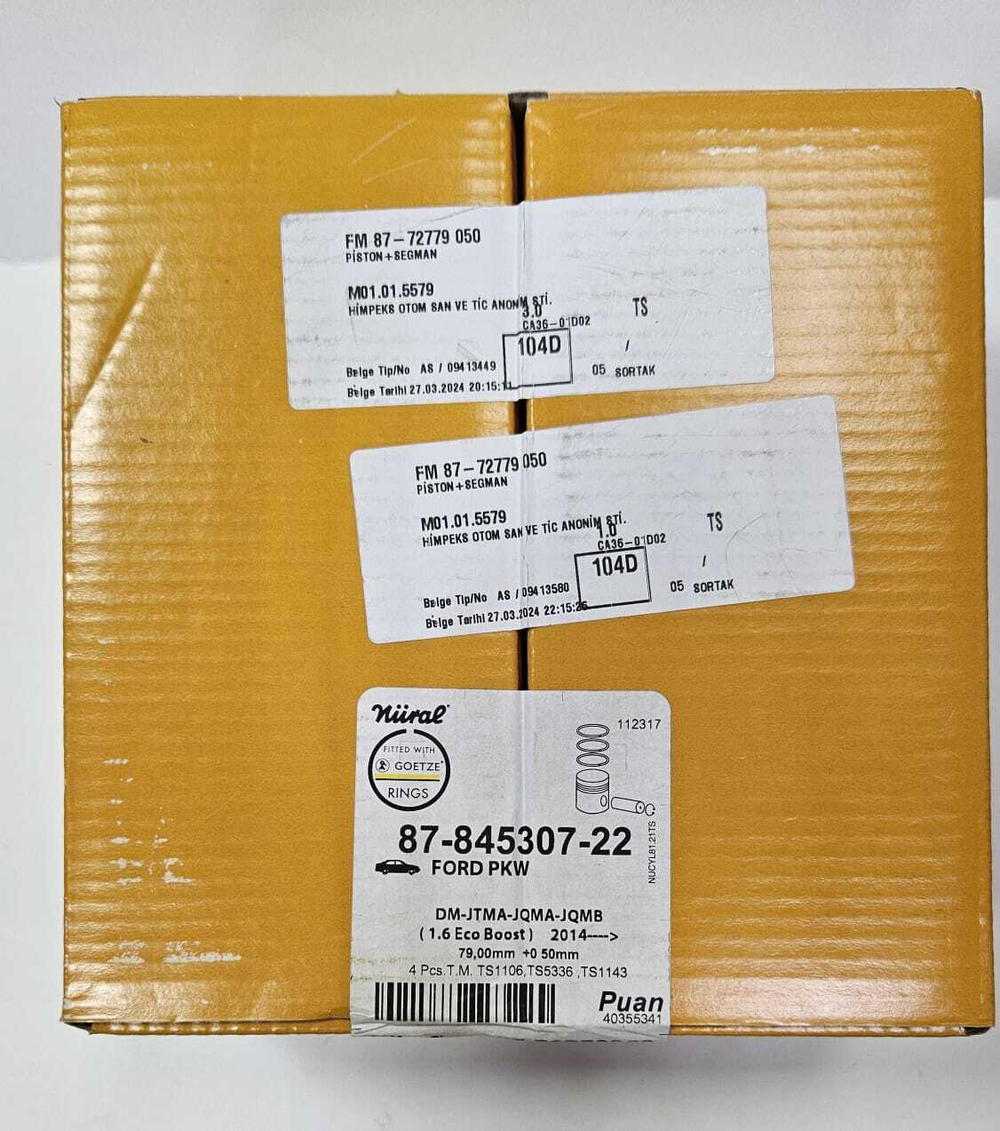 FM 87-72779 050
PİSTON+SEGMAN
M01.01.5579
HİMPEKS OTOM SAN VE TİC ANONİM ŞTİ.
3.0
TS
CA36-01D02
104D
/
Belge Tip/No AS / 09413449
05 SORTAK
Belge Tarihi 27.03.2024 20:15:11
FM 87-72779 050
PİSTON+SEGMAN
M01.01.5579
HİMPEKS OTOM SAN VE TİC ANONİM ŞTİ.
1.0
TS
CA36-01D02
104D
/
Belge Tip/No AS / 09413580
05 SORTAK
Belge Tarihi 27.03.2024 22:15:26
Nüral®
112317
FITTED WITH
GOETZE®
RINGS
NUCYL81.21TS
87-845307-22
FORD PKW
DM-JTMA-JQMA-JQMB
( 1.6 Eco Boost ) 2014---->
79,00mm +0 50mm
4 Pcs.T.M. TS1106,TS5336 ,TS1143
Puan
40355341